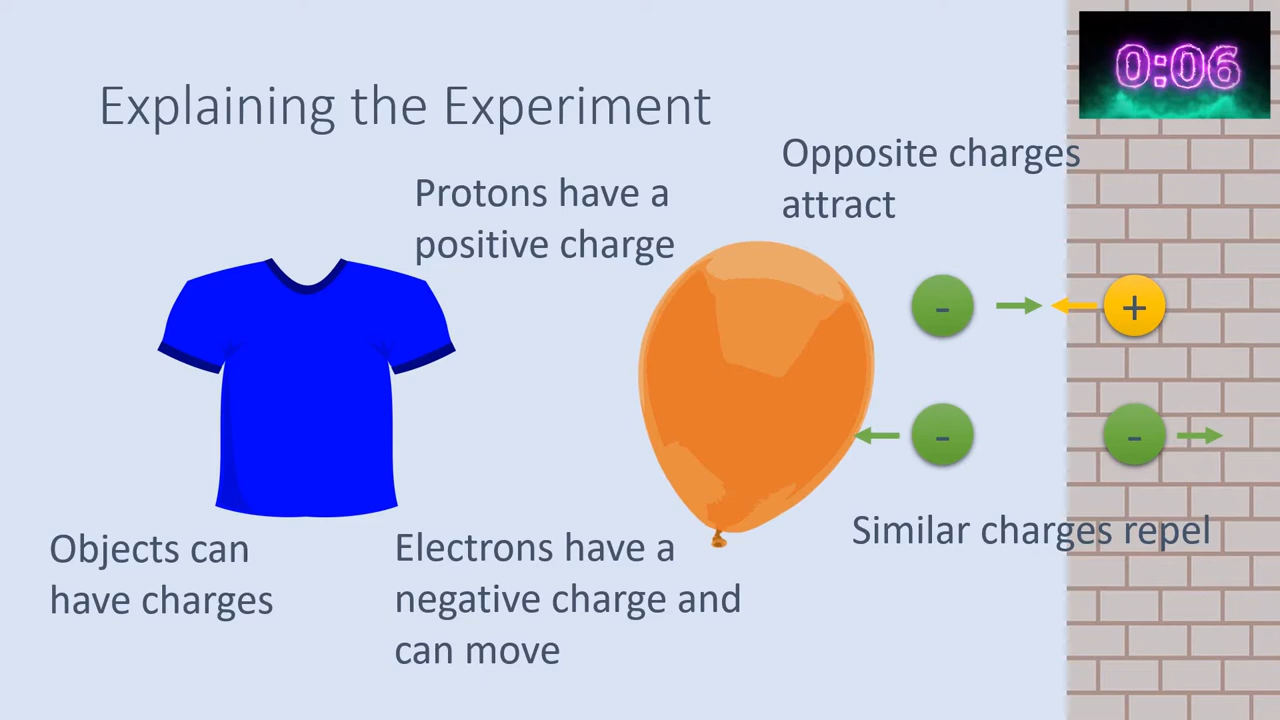 0:06
Explaining the Experiment
Opposite charges
attract
Protons have a
positive charge
- +
- -
Similar charges repel
Objects can
have charges
Electrons have a
negative charge and
can move